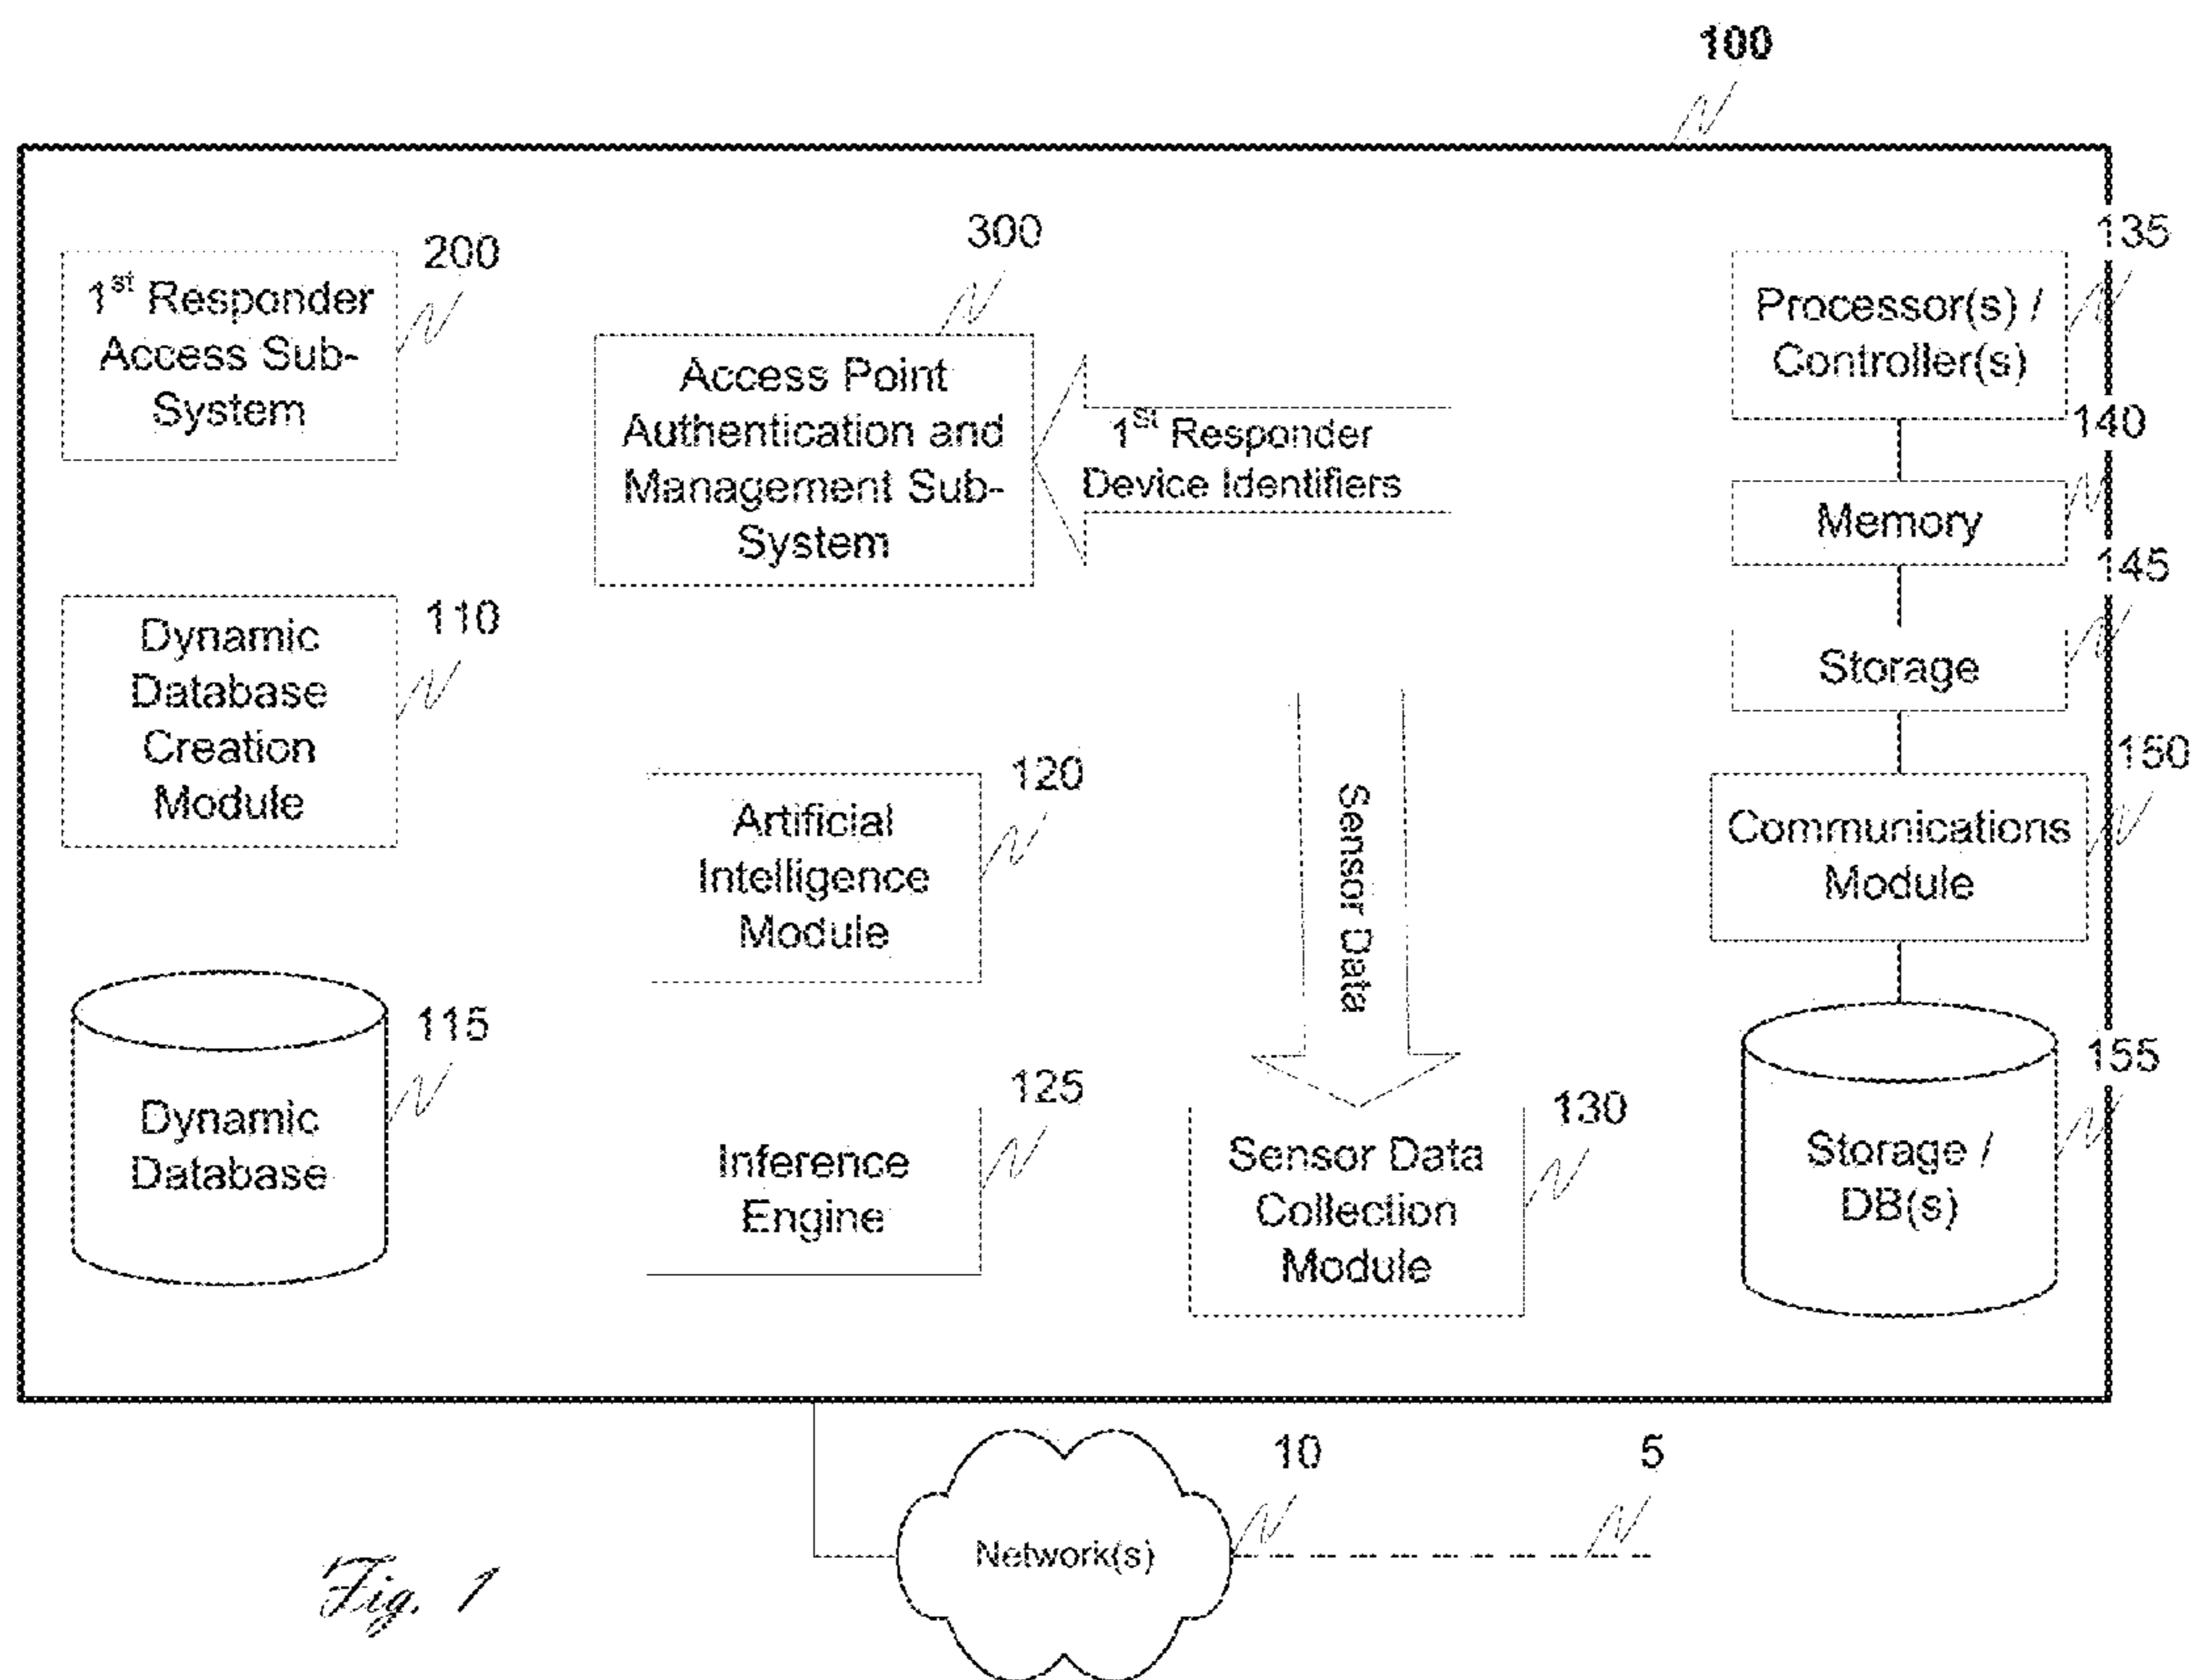 100
200
1st Responder
Access Sub-
System
300
Access Point
Authentication and
Management Sub-
System
1st Responder
Device Identifiers
135
Processor(s) /
Controller(s)
140
Memory
145
Storage
110
Dynamic
Database
Creation
Module
120
Artificial
Intelligence
Module
Sensor Data
150
Communications
Module
115
Dynamic
Database
125
Inference
Engine
130
Sensor Data
Collection
Module
155
Storage /
DB(s)
10
5
Network(s)
Fig. 1